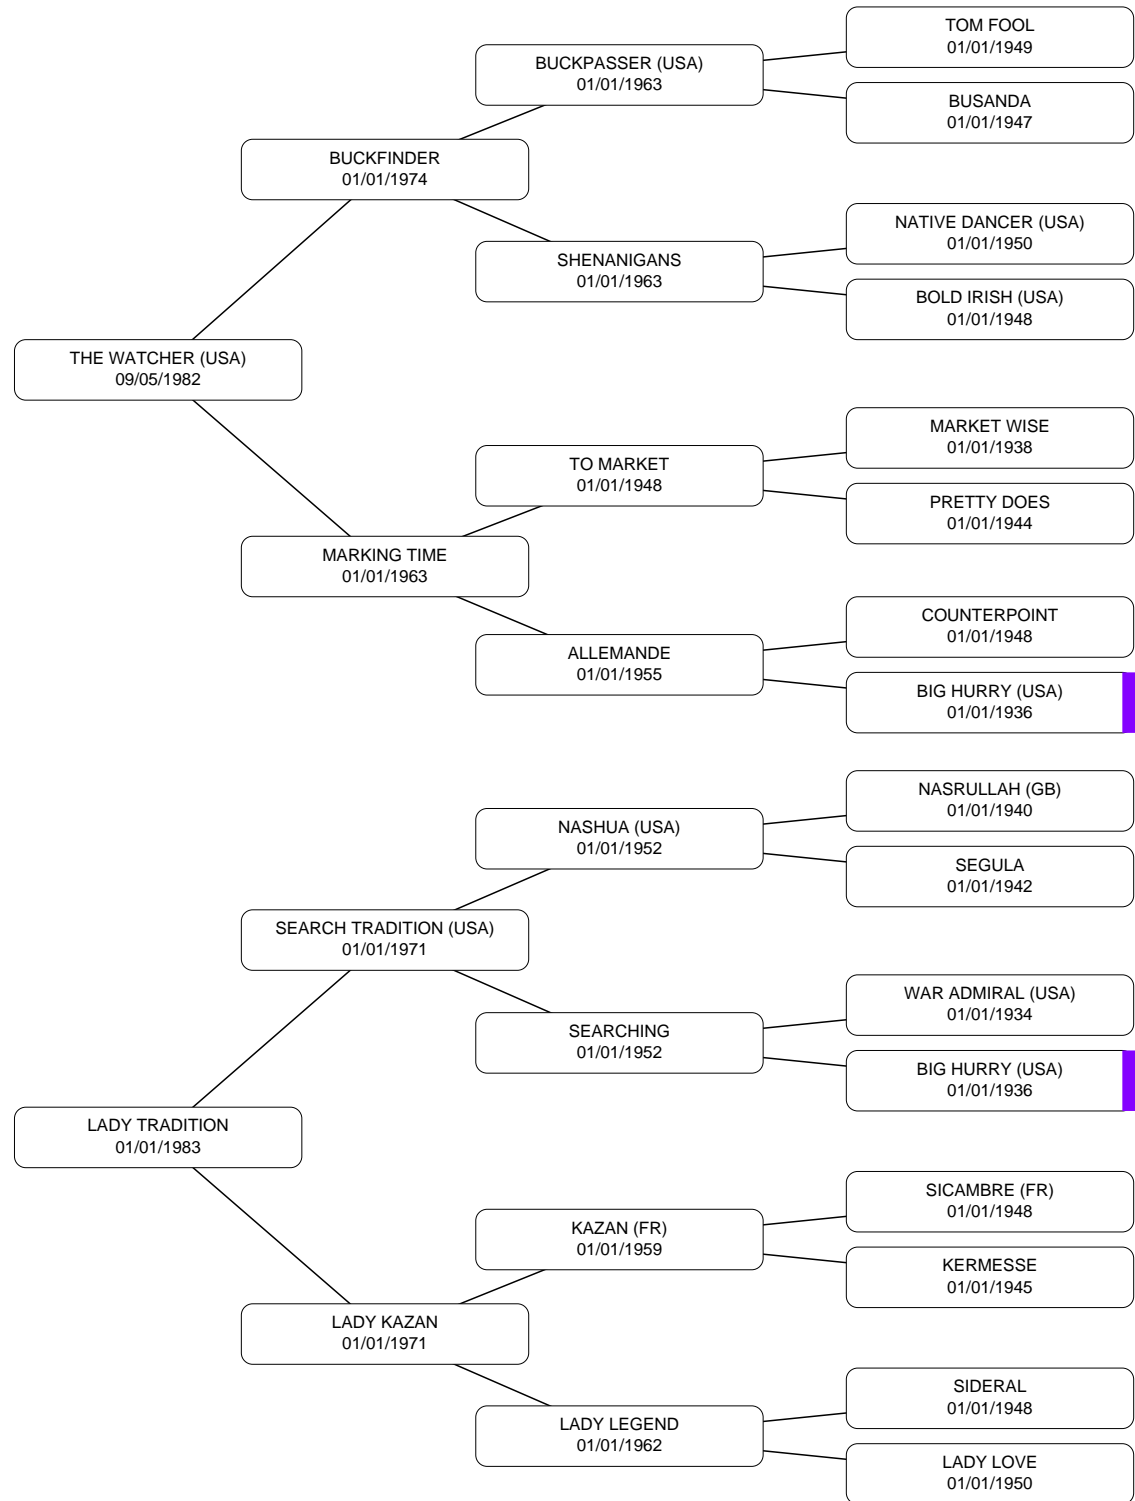 TOM FOOL
01/01/1949
BUCKPASSER (USA)
01/01/1963
BUSANDA
01/01/1947
BUCKFINDER
01/01/1974
NATIVE DANCER (USA)
01/01/1950
SHENANIGANS
01/01/1963
BOLD IRISH (USA)
01/01/1948
THE WATCHER (USA)
09/05/1982
MARKET WISE
01/01/1938
TO MARKET
01/01/1948
PRETTY DOES
01/01/1944
MARKING TIME
01/01/1963
COUNTERPOINT
01/01/1948
ALLEMANDE
01/01/1955
BIG HURRY (USA)
01/01/1936
NASRULLAH (GB)
01/01/1940
NASHUA (USA)
01/01/1952
SEGULA
01/01/1942
SEARCH TRADITION (USA)
01/01/1971
WAR ADMIRAL (USA)
01/01/1934
SEARCHING
01/01/1952
BIG HURRY (USA)
01/01/1936
LADY TRADITION
01/01/1983
SICAMBRE (FR)
01/01/1948
KAZAN (FR)
01/01/1959
KERMESSE
01/01/1945
LADY KAZAN
01/01/1971
SIDERAL
01/01/1948
LADY LEGEND
01/01/1962
LADY LOVE
01/01/1950